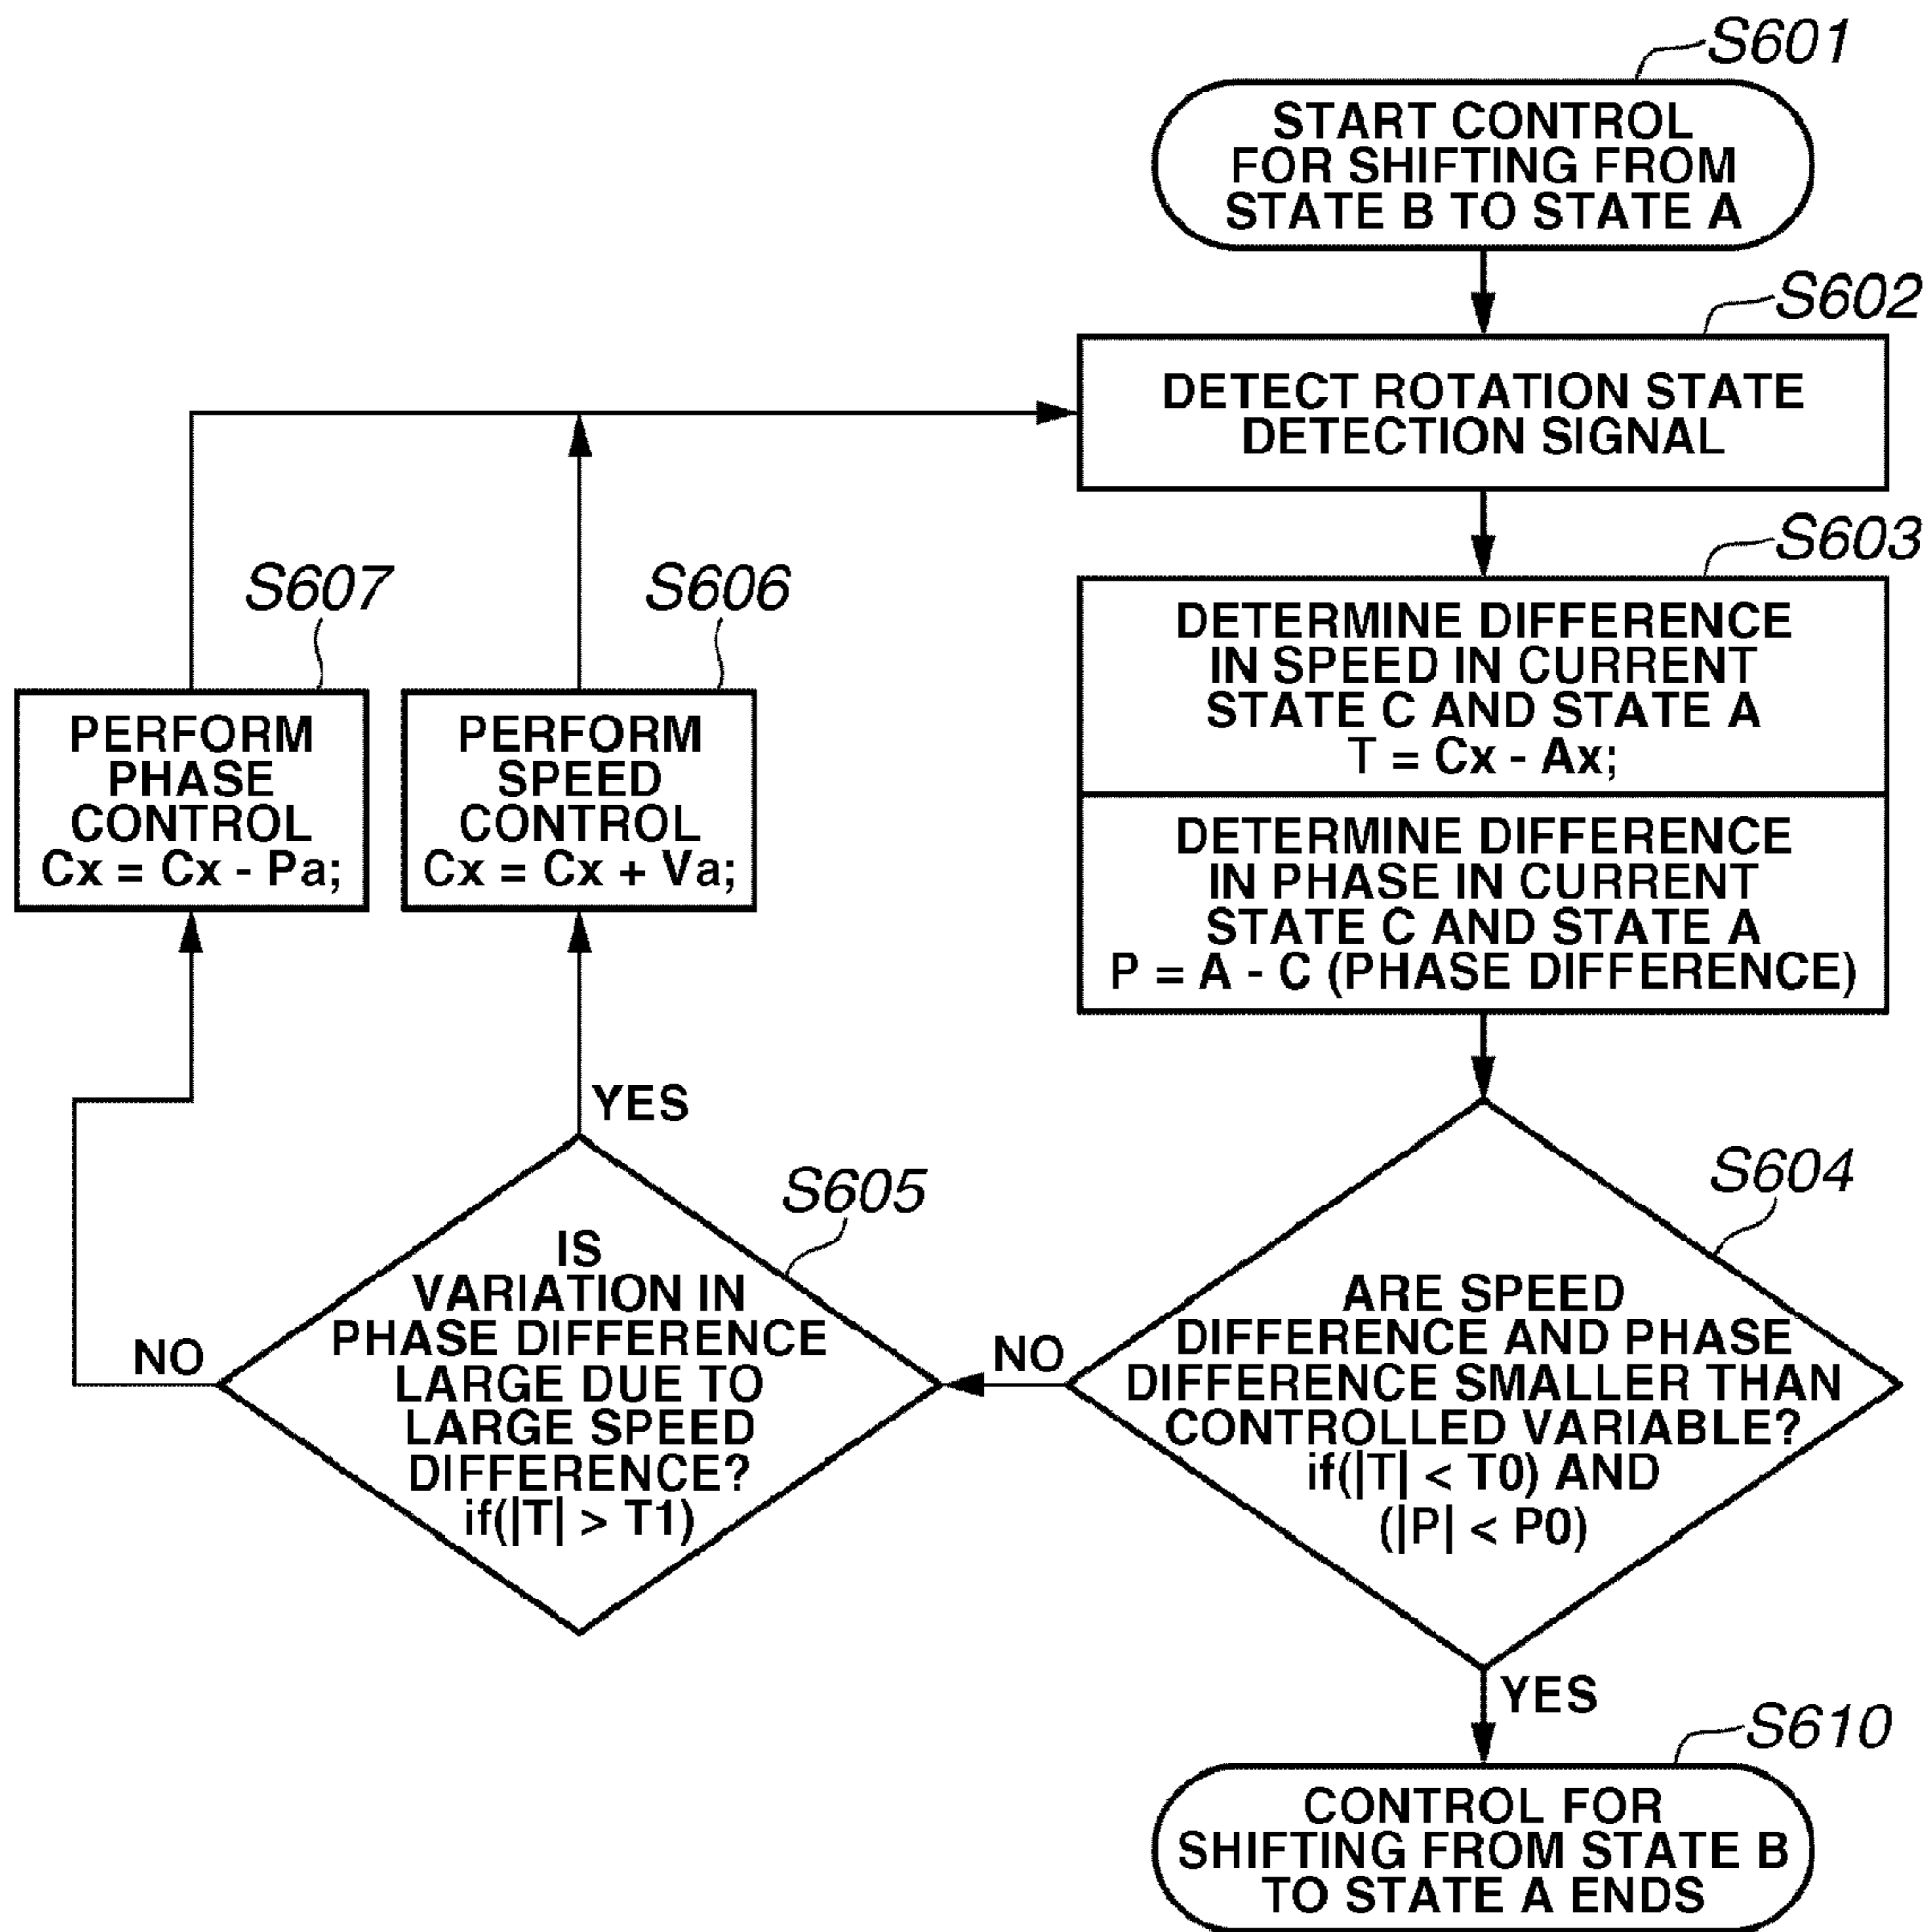 S601
START CONTROL
FOR SHIFTING FROM
STATE B TO STATE A
S602
DETECT ROTATION STATE
DETECTION SIGNAL
S603
DETERMINE DIFFERENCE
IN SPEED IN CURRENT
STATE C AND STATE A
T = Cx - Ax;
DETERMINE DIFFERENCE
IN PHASE IN CURRENT
STATE C AND STATE A
P = A - C (PHASE DIFFERENCE)
S604
ARE SPEED
DIFFERENCE AND PHASE
DIFFERENCE SMALLER THAN
CONTROLLED VARIABLE?
if(|T| < T0) AND
(|P| < P0)
NO
YES
S605
IS
VARIATION IN
PHASE DIFFERENCE
LARGE DUE TO
LARGE SPEED
DIFFERENCE?
if(|T| > T1)
YES
NO
S606
PERFORM
SPEED
CONTROL
Cx = Cx + Va;
S607
PERFORM
PHASE
CONTROL
Cx = Cx - Pa;
S610
CONTROL FOR
SHIFTING FROM STATE B
TO STATE A ENDS